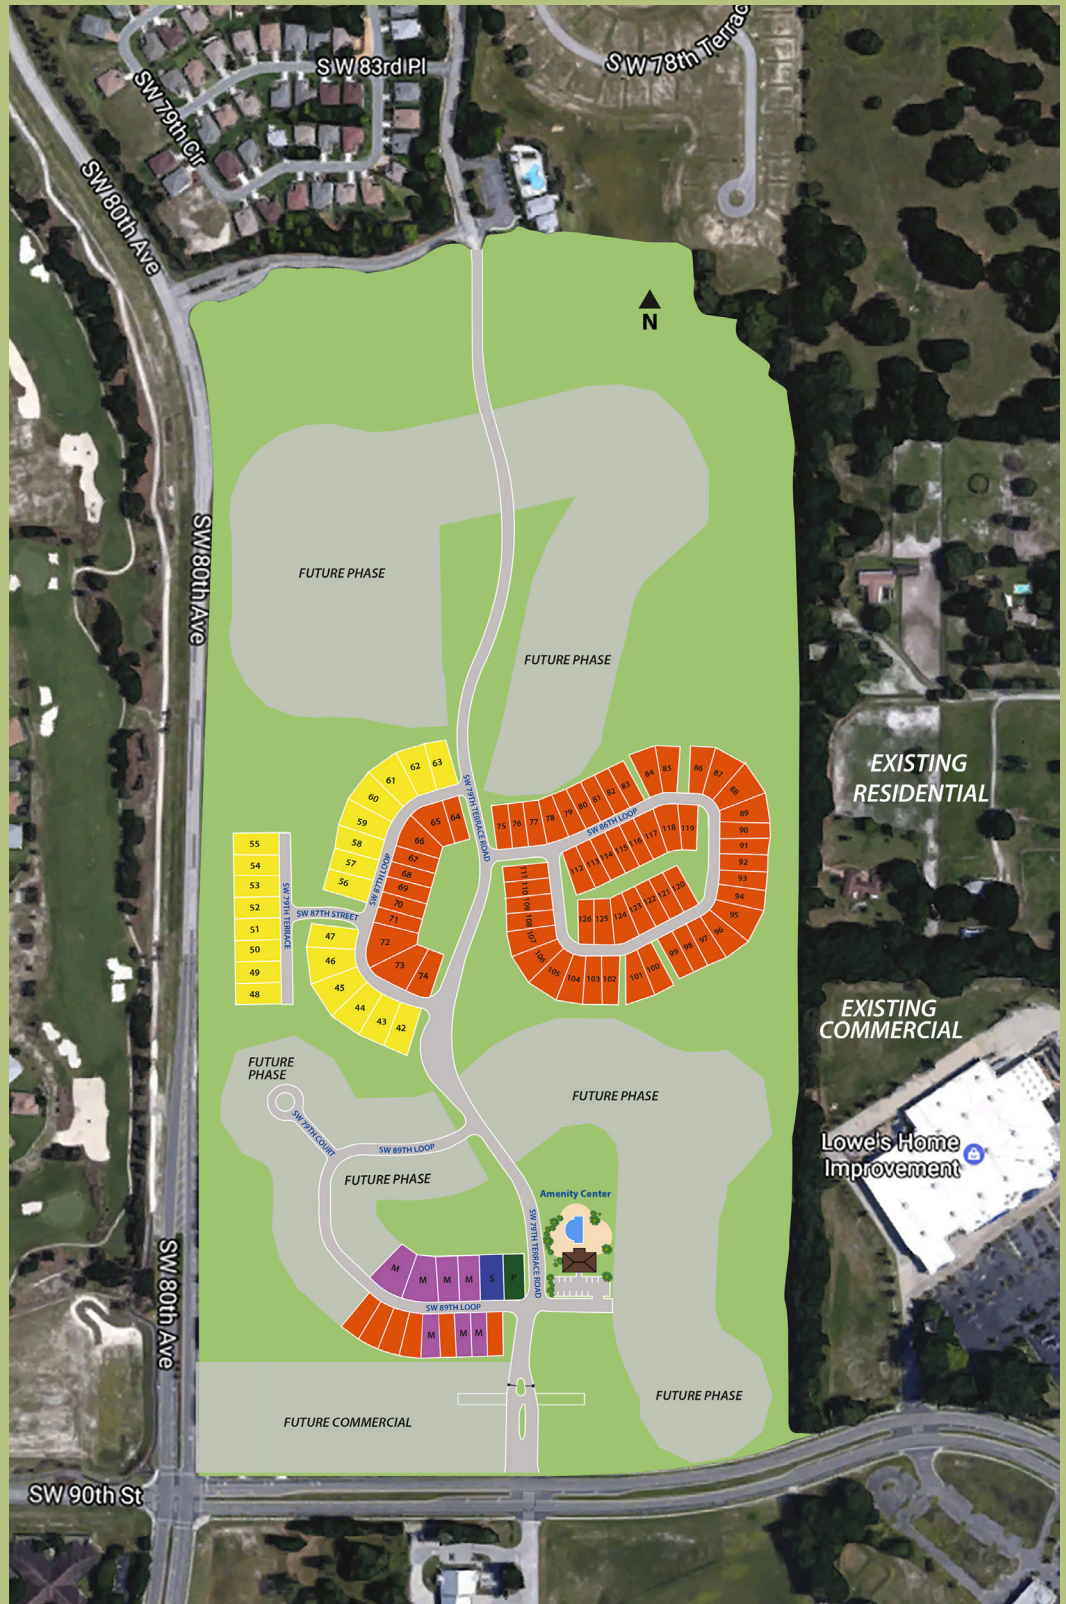 SW 83rd Pl
SW 78th Terrac
SW 79th Cir
SW 80th Ave
N
SW 80th Ave
FUTURE PHASE
FUTURE PHASE
EXISTING
RESIDENTIAL
63
62
61
60
59
58
57
56
64
65
66
67
68
69
70
71
72
73
74
SW 79TH TERRACE ROAD
SW 87TH LOOP
SW 87TH STREET
SW 79TH TERRACE
55
54
53
52
51
50
49
48
47
46
45
44
43
42
75
76
77
78
79
80
81
82
83
84
85
86
87
88
89
90
91
92
93
94
95
96
97
98
99
100
101
102
103
104
105
106
107
108
109
110
111
SW 86TH LOOP
112
113
114
115
116
117
118
119
120
121
122
123
124
125
126
EXISTING
COMMERCIAL
FUTURE
PHASE
FUTURE PHASE
SW 79TH COURT
SW 89TH LOOP
FUTURE PHASE
Lowe's Home
Improvement
Amenity Center
SW 79TH TERRACE ROAD
M
M
M
M
S
P
SW 89TH LOOP
M
M
M
SW 80th Ave
FUTURE PHASE
FUTURE COMMERCIAL
SW 90th St